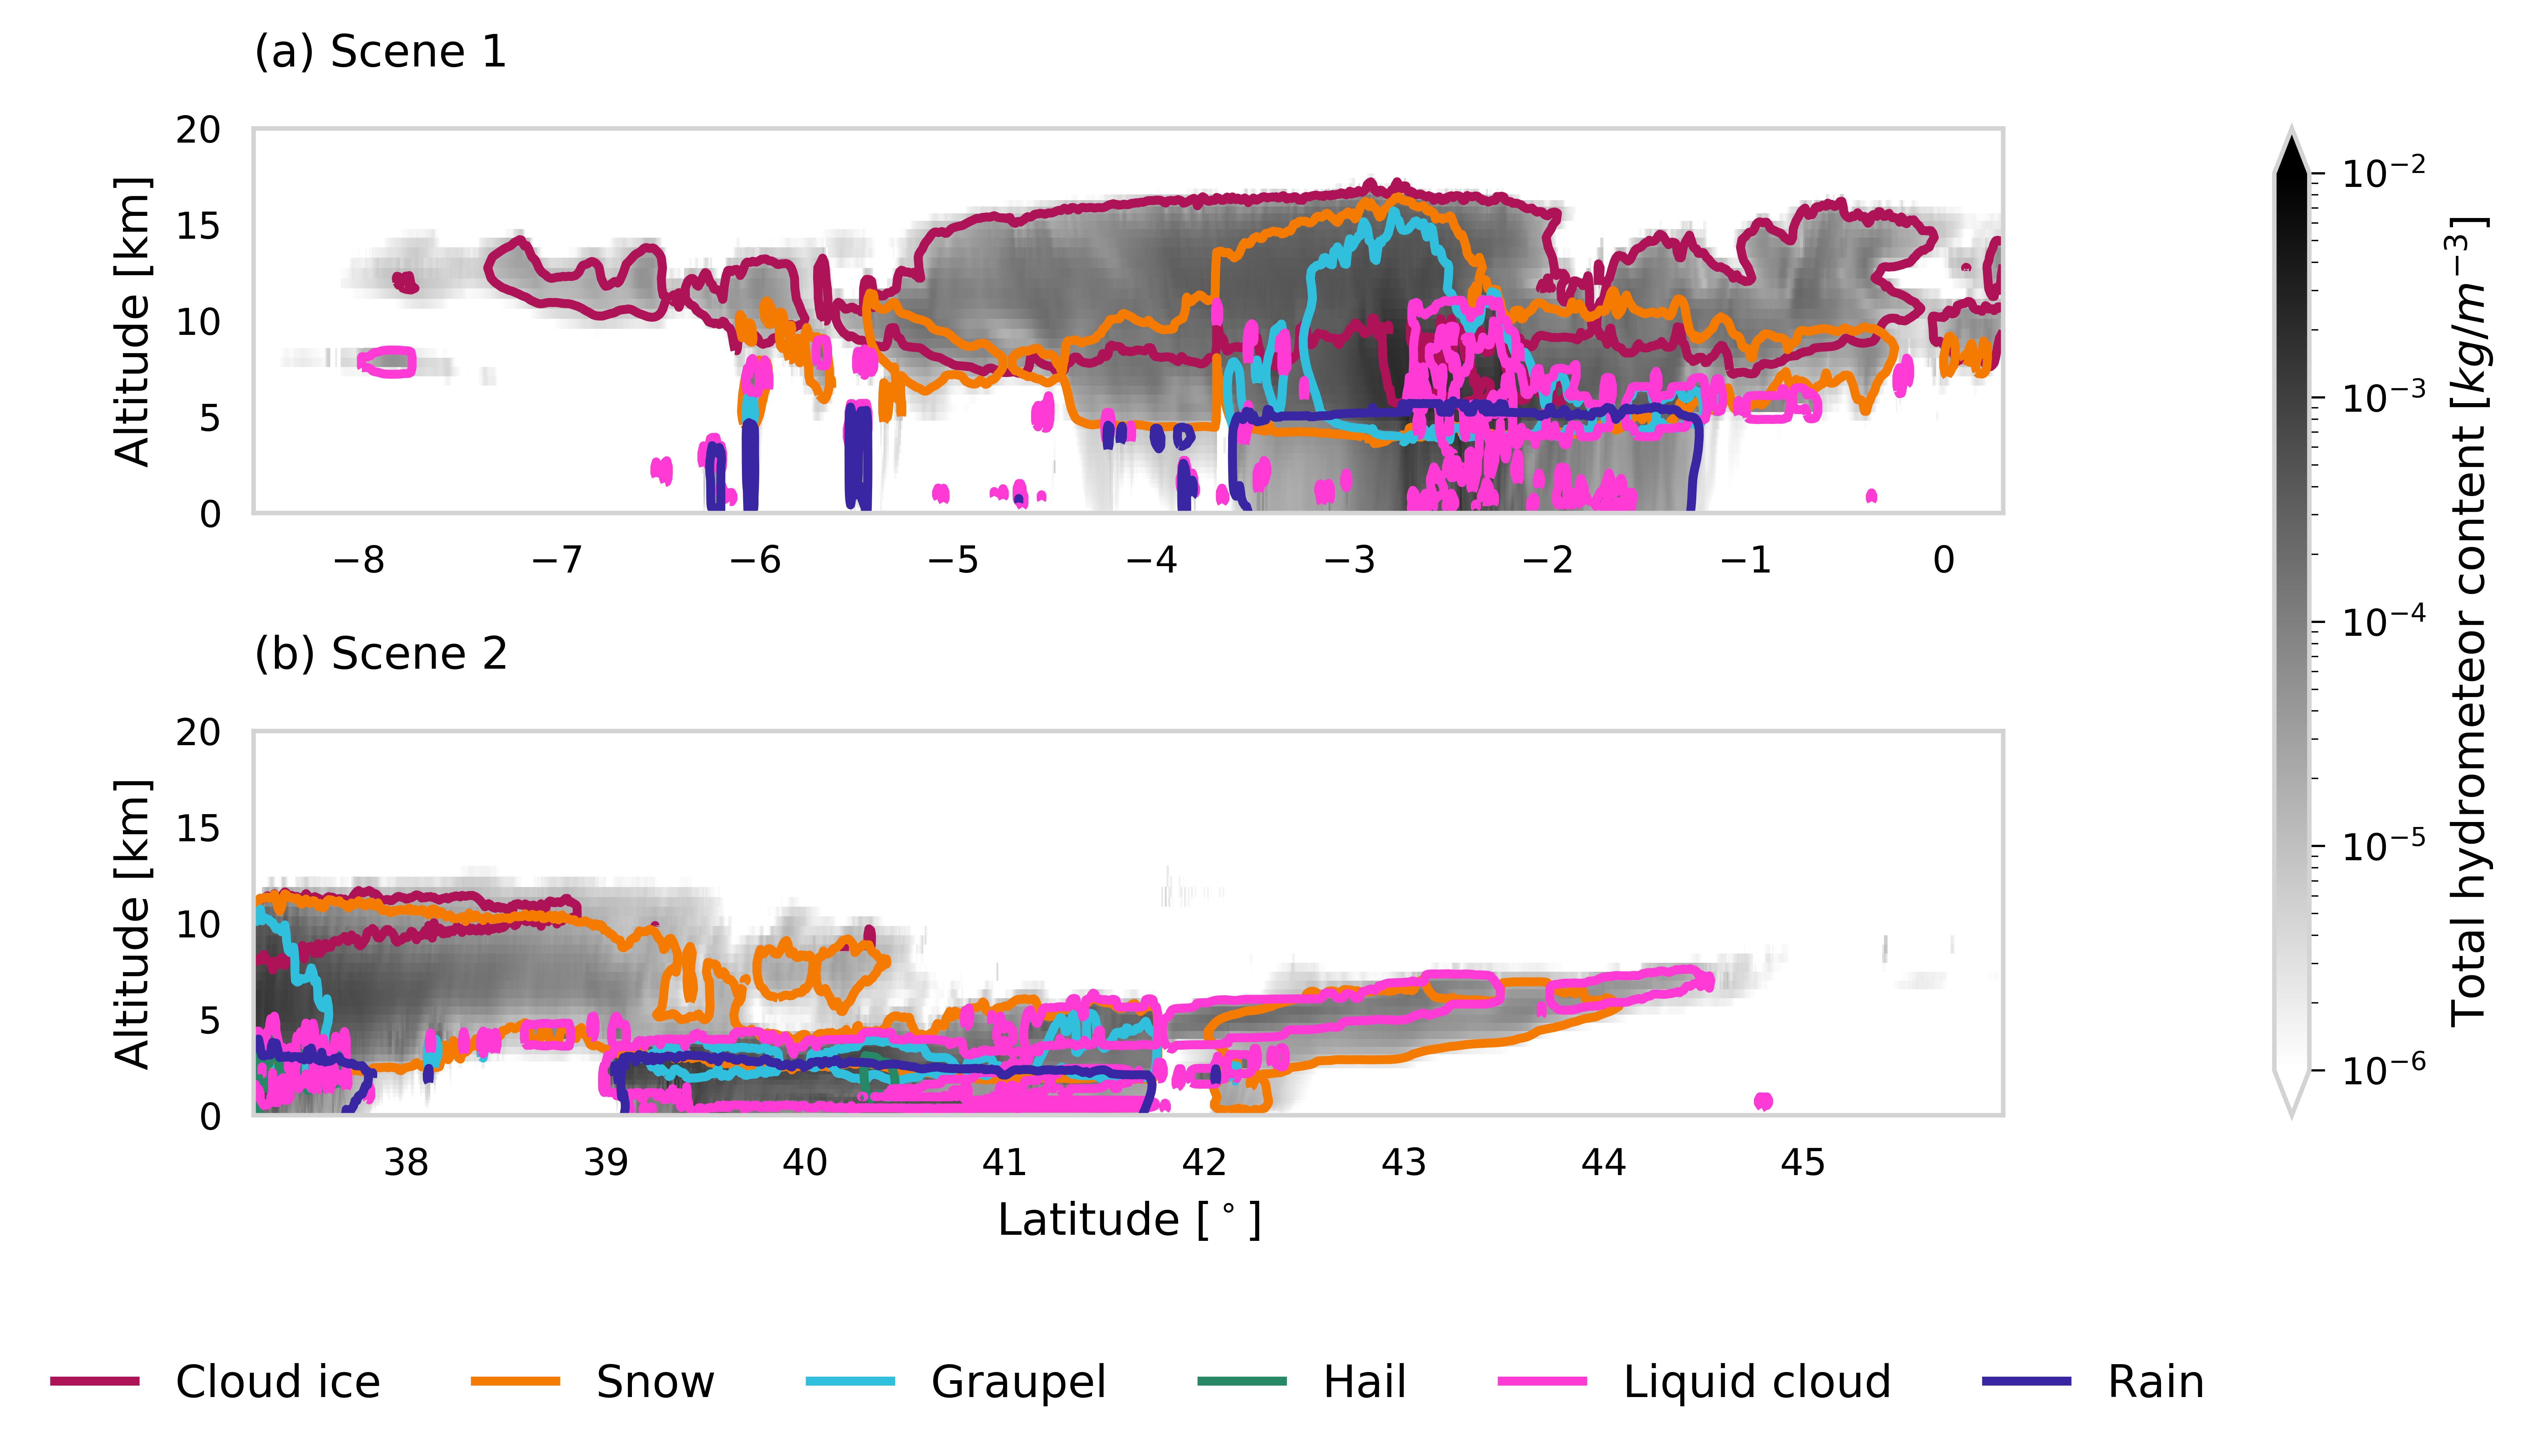 (a) Scene 1
20
15
10
5
0
Altitude [km]
−8 −7 −6 −5 −4 −3 −2 −1 0
(b) Scene 2
20
15
10
5
0
Altitude [km]
38 39 40 41 42 43 44 45
Latitude [°]
10⁻²
10⁻³
10⁻⁴
10⁻⁵
10⁻⁶
Total hydrometeor content [kg/m⁻³]
Cloud ice Snow Graupel Hail Liquid cloud Rain